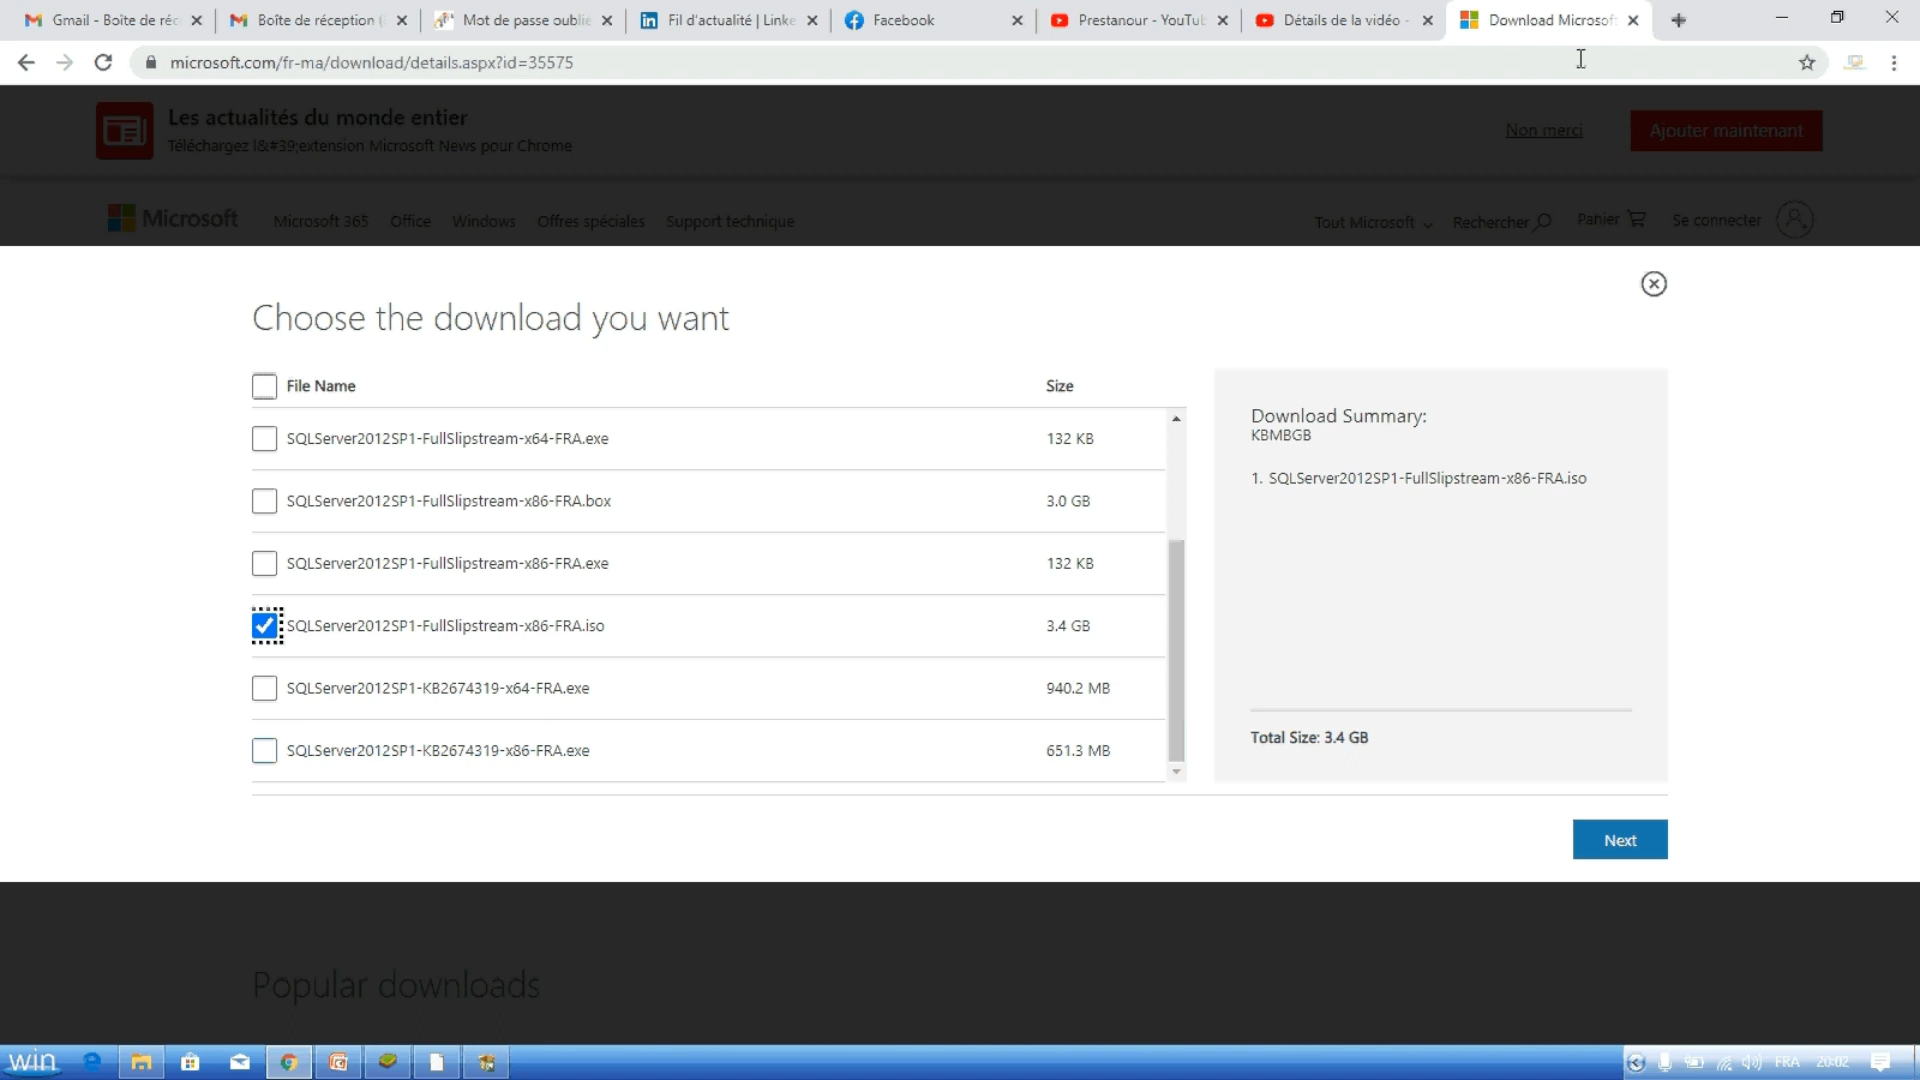 Gmail - Boîte de réc
Boîte de réception (
Mot de passe oublié
Fil d'actualité | Linke
Facebook
Prestanour - YouTub
Détails de la vidéo -
Download Microsoft
microsoft.com/fr-ma/download/details.aspx?id=35575
Les actualités du monde entier
Téléchargez l&#39;extension Microsoft News pour Chrome
Non merci
Ajouter maintenant
Microsoft
Microsoft 365
Office
Windows
Offres spéciales
Support technique
Tout Microsoft
Rechercher
Panier
Se connecter
Choose the download you want
File Name
Size
SQLServer2012SP1-FullSlipstream-x64-FRA.exe
132 KB
SQLServer2012SP1-FullSlipstream-x86-FRA.box
3.0 GB
SQLServer2012SP1-FullSlipstream-x86-FRA.exe
132 KB
SQLServer2012SP1-FullSlipstream-x86-FRA.iso
3.4 GB
SQLServer2012SP1-KB2674319-x64-FRA.exe
940.2 MB
SQLServer2012SP1-KB2674319-x86-FRA.exe
651.3 MB
Download Summary:
KBMBGB
1. SQLServer2012SP1-FullSlipstream-x86-FRA.iso
Total Size: 3.4 GB
Next
Popular downloads
win
FRA
20:02